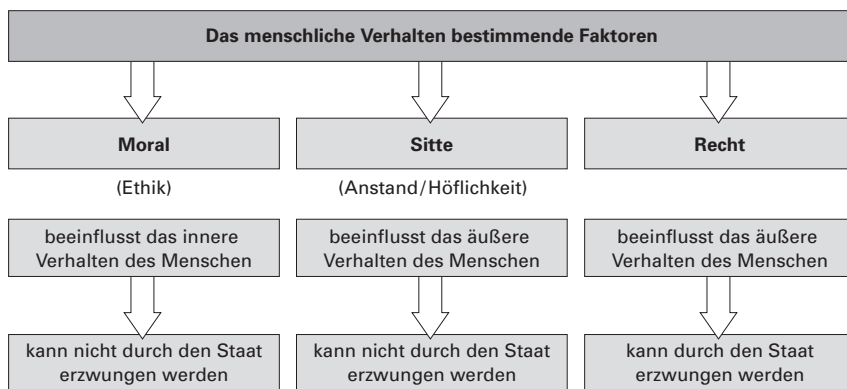 Das menschliche Verhalten bestimmende Faktoren
Moral
(Ethik)
beeinflusst das innere
Verhalten des Menschen
kann nicht durch den Staat
erzwungen werden
Sitte
(Anstand/Höflichkeit)
beeinflusst das äußere
Verhalten des Menschen
kann nicht durch den Staat
erzwungen werden
Recht
beeinflusst das äußere
Verhalten des Menschen
kann durch den Staat
erzwungen werden